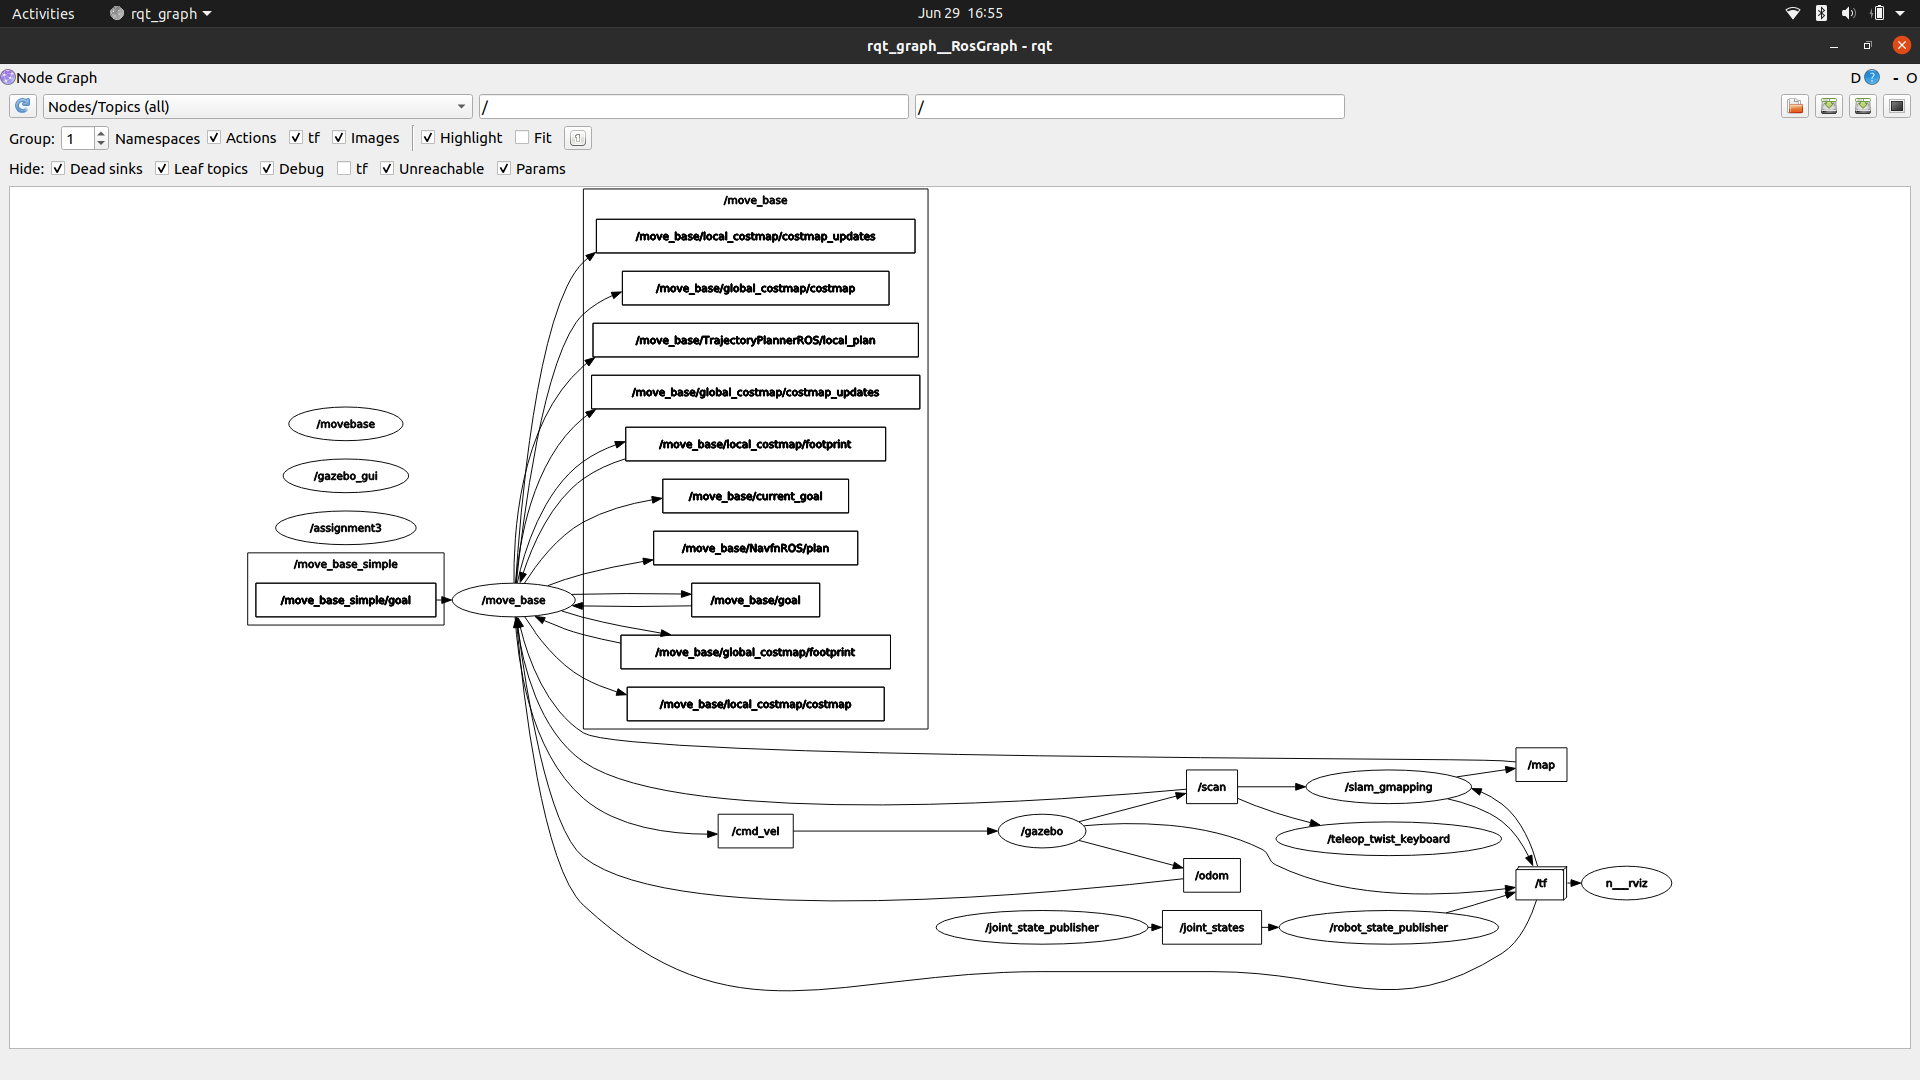 Activities
rqt_graph
Jun 29 16:55
rqt_graph__RosGraph - rqt
Node Graph
D
- O
Nodes/Topics (all)
/
/
Group:
1
Namespaces
Actions
tf
Images
Highlight
Fit
Hide:
Dead sinks
Leaf topics
Debug
tf
Unreachable
Params
/move_base
/move_base/local_costmap/costmap_updates
/move_base/global_costmap/costmap
/move_base/TrajectoryPlannerROS/local_plan
/move_base/global_costmap/costmap_updates
/movebase
/move_base/local_costmap/footprint
/gazebo_gui
/move_base/current_goal
/assignment3
/move_base/NavfnROS/plan
/move_base_simple
/move_base_simple/goal
/move_base
/move_base/goal
/move_base/global_costmap/footprint
/move_base/local_costmap/costmap
/map
/scan
/slam_gmapping
/cmd_vel
/gazebo
/teleop_twist_keyboard
/odom
/tf
n__rviz
/joint_state_publisher
/joint_states
/robot_state_publisher